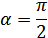 α = π/2